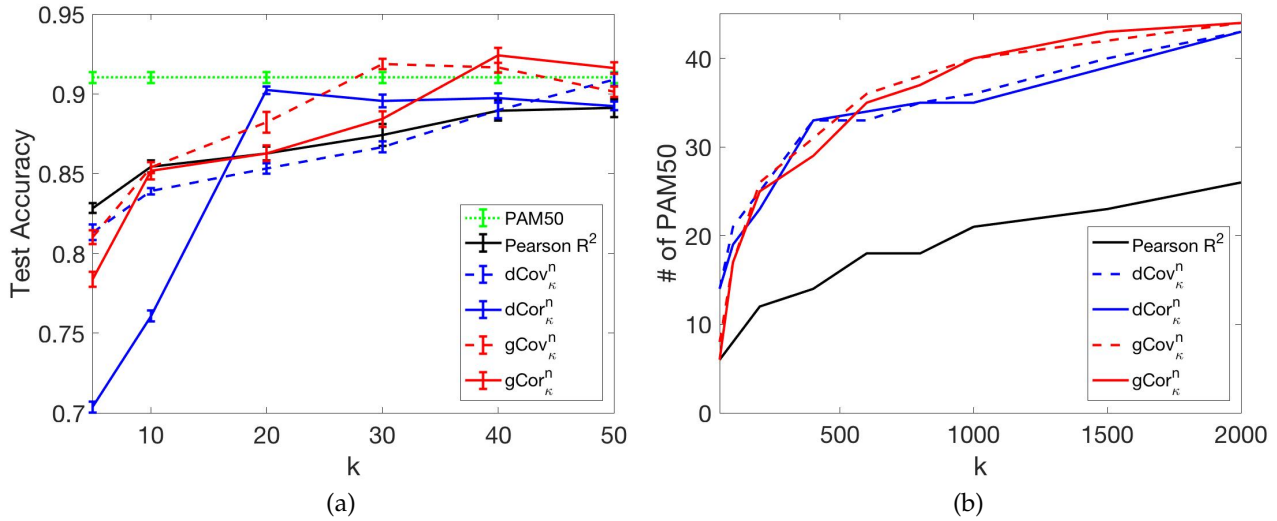 0.95
0.9
0.85
0.8
0.75
0.7
Test Accuracy
10 20 30 40 50
k
PAM50
Pearson R²
dCovⁿκ
dCorⁿκ
gCovⁿκ
gCorⁿκ
(a)
40
30
20
10
0
# of PAM50
500 1000 1500 2000
k
Pearson R²
dCovⁿκ
dCorⁿκ
gCovⁿκ
gCorⁿκ
(b)